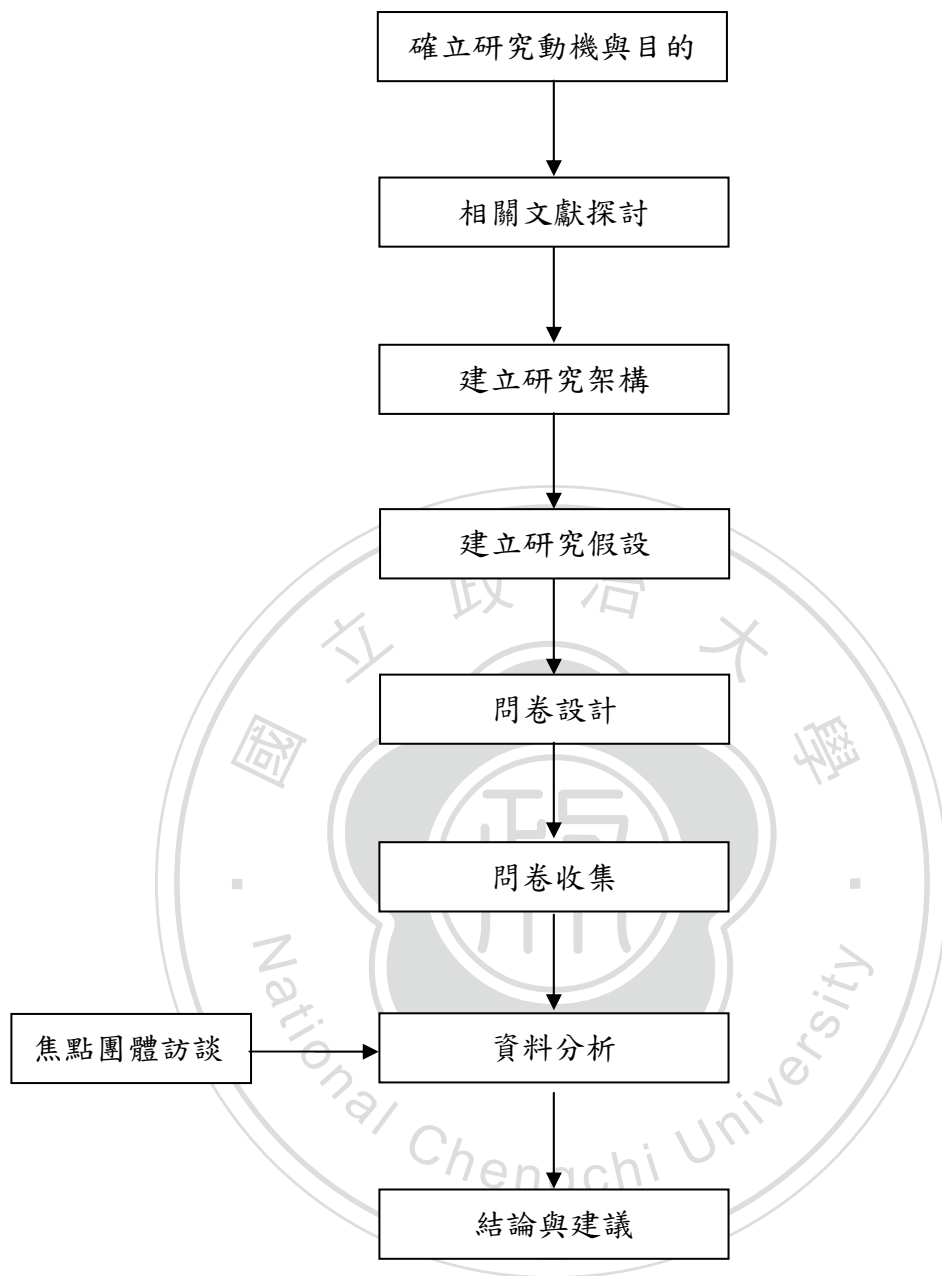 確立研究動機與目的
相關文獻探討
建立研究架構
建立研究假設
國立政治大學
問卷設計
問卷收集
焦點團體訪談
資料分析
National Chengchi University
結論與建議